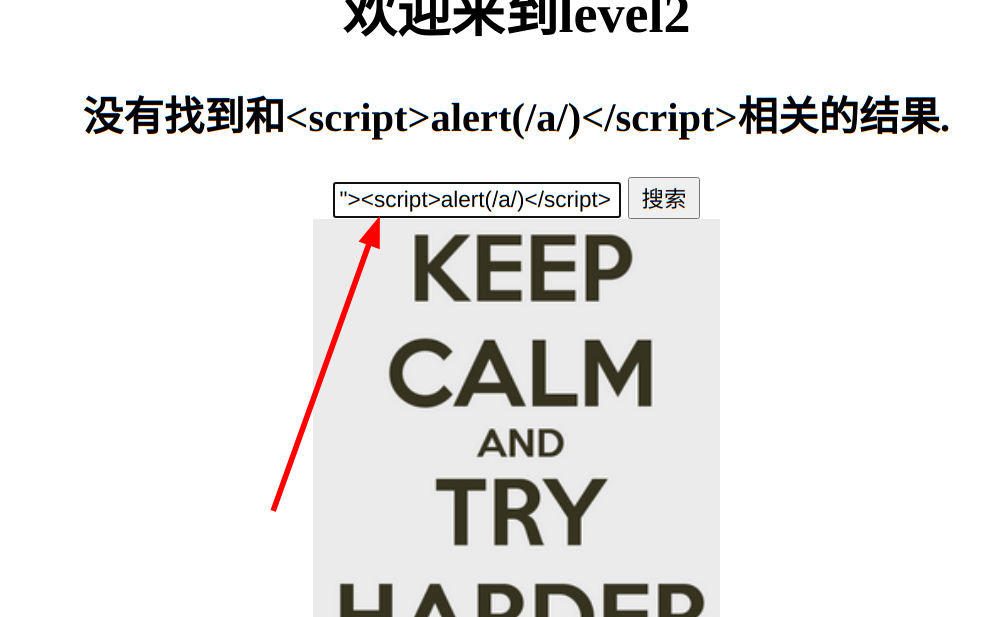 欢迎来到level2
没有找到和<script>alert(/a/)</script>相关的结果.
"><script>alert(/a/)</script> 搜索
KEEP
CALM
AND
TRY
HARDER